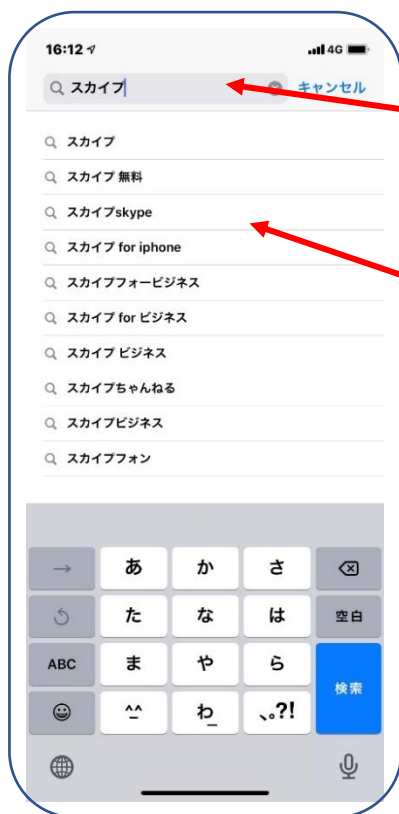 16:12 4G
スカイプ キャンセル
スカイプ
スカイプ 無料
スカイプskype
スカイプ for iphone
スカイプフォービジネス
スカイプ for ビジネス
スカイプ ビジネス
スカイプちゃんねる
スカイプビジネス
スカイプフォン
→ あ か さ
た な は 空白
ABC ま や ら 検索
^_^ わ_ 、。?!